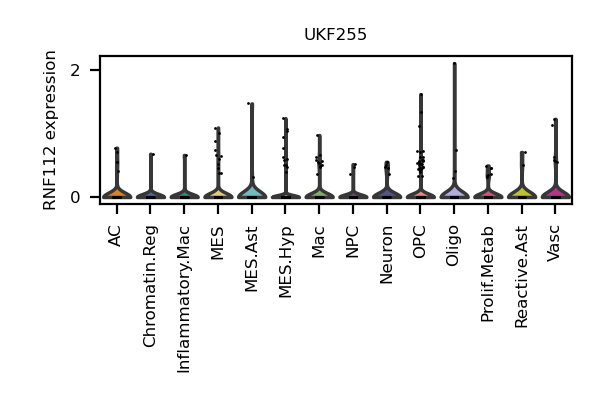 UKF255
RNF112 expression
2
0
AC
Chromatin.Reg
Inflammatory.Mac
MES
MES.Ast
MES.Hyp
Mac
NPC
Neuron
OPC
Oligo
Prolif.Metab
Reactive.Ast
Vasc